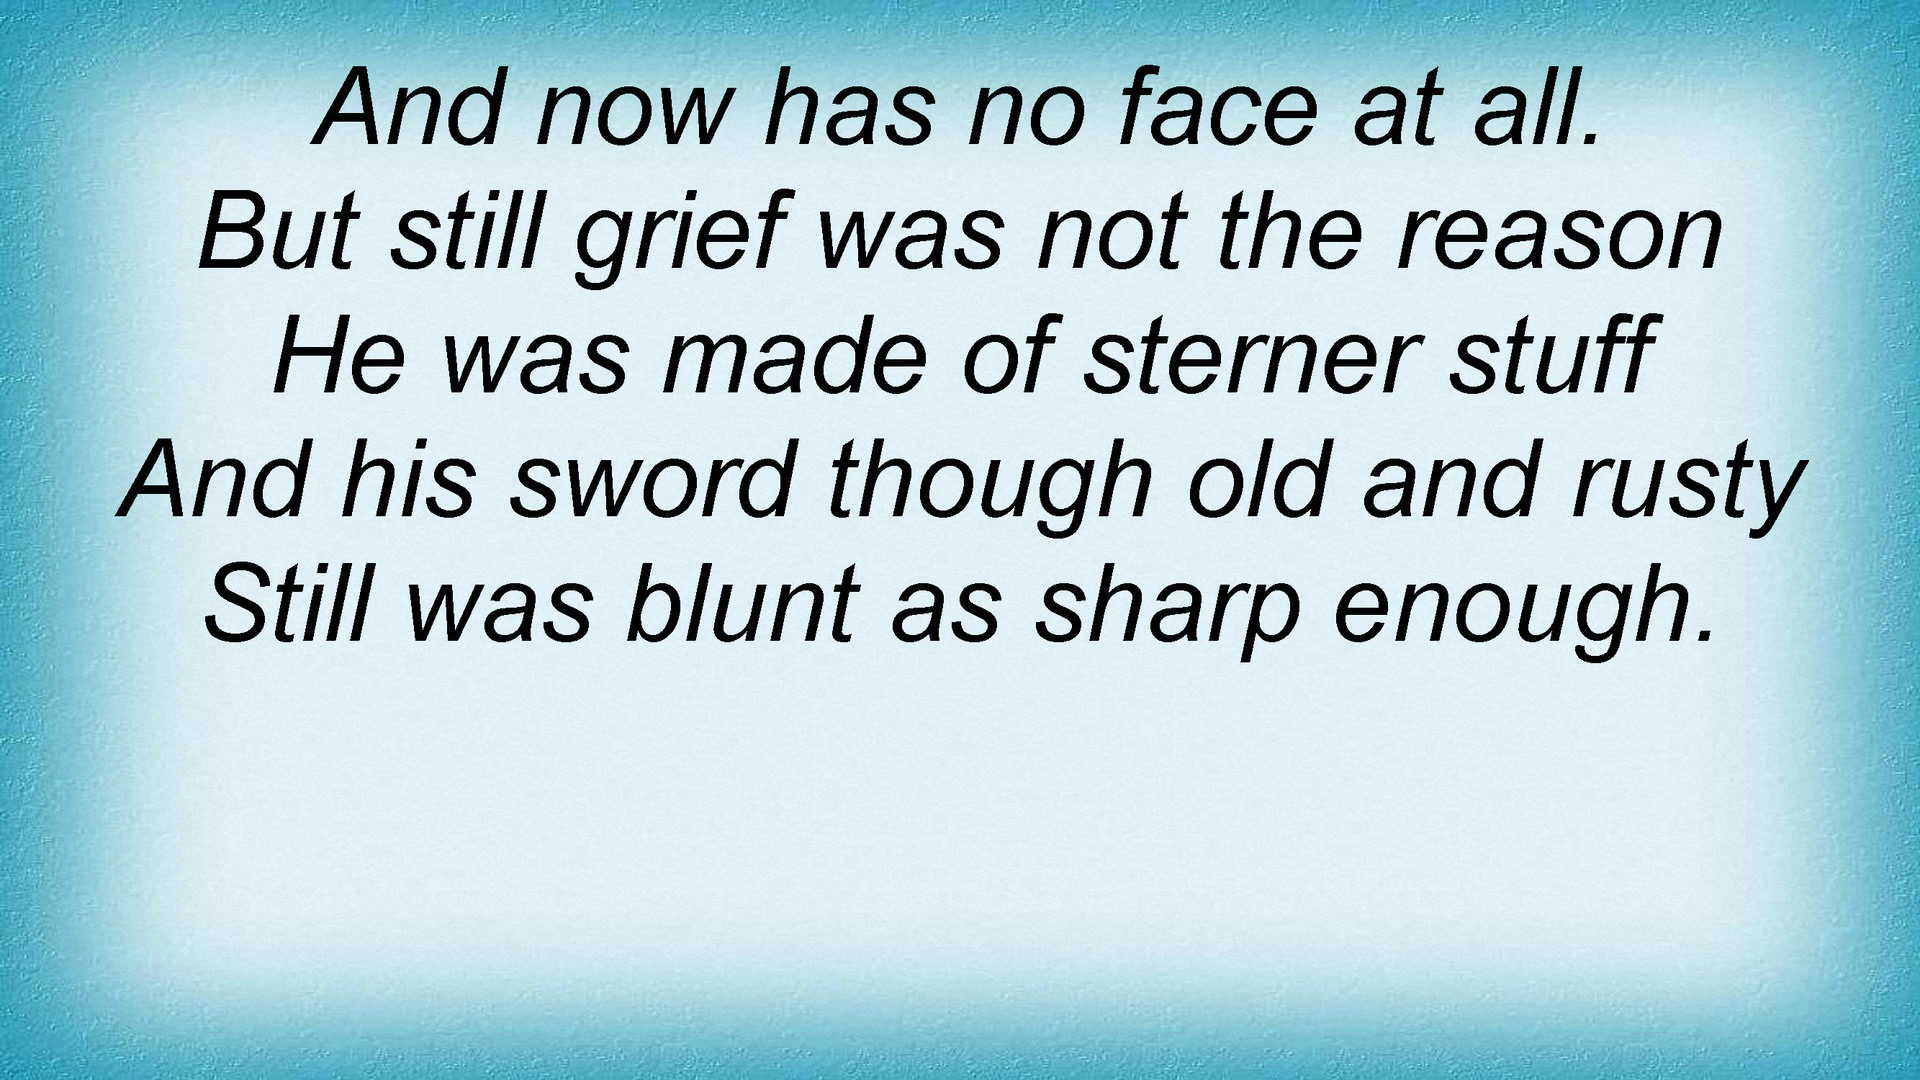 And now has no face at all.
But still grief was not the reason
He was made of sterner stuff
And his sword though old and rusty
Still was blunt as sharp enough.